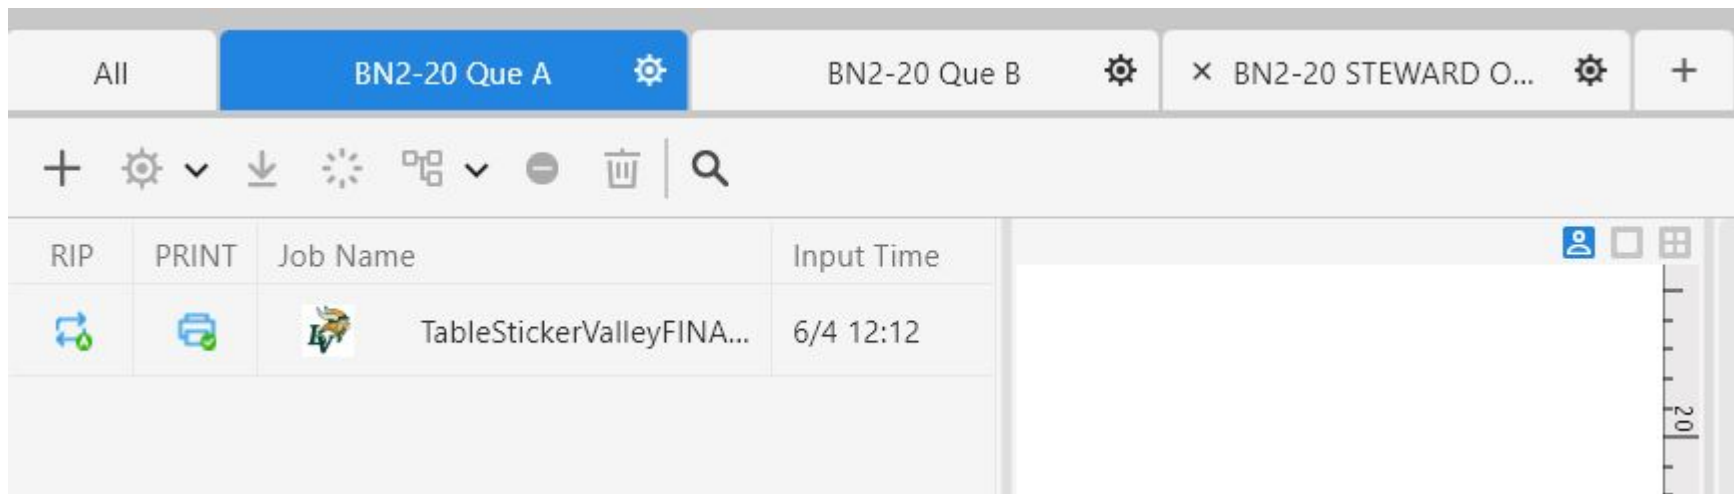 All BN2-20 Que A BN2-20 Que B × BN2-20 STEWARD O... +
RIP PRINT Job Name Input Time
LV TableStickerValleyFINA... 6/4 12:12
20